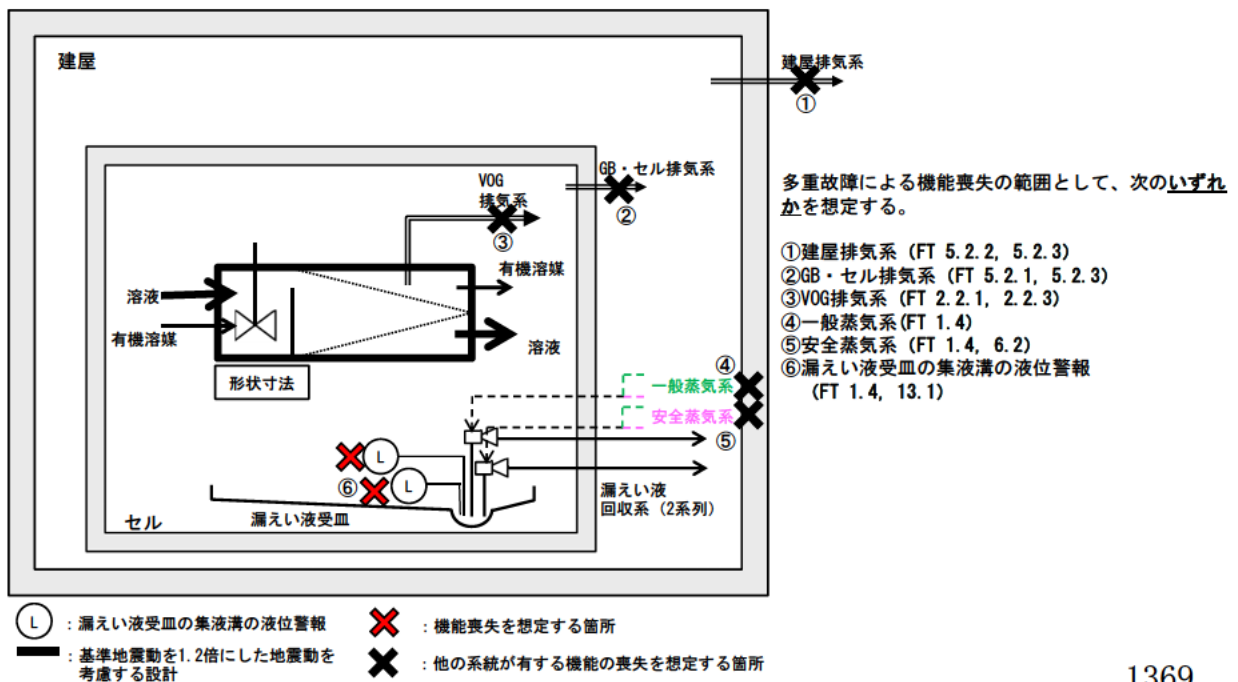 建屋
建屋排気系
①
GB・セル排気系
②
VOG
排気系
③
有機溶媒
溶液
有機溶媒
溶液
形状寸法
④
一般蒸気系
安全蒸気系
⑤
L
⑥
L
漏えい液
回収系（2系列）
漏えい液受皿
セル
多重故障による機能喪失の範囲として、次のいずれ
かを想定する。
①建屋排気系（FT 5.2.2, 5.2.3）
②GB・セル排気系（FT 5.2.1, 5.2.3）
③VOG排気系（FT 2.2.1, 2.2.3）
④一般蒸気系(FT 1.4)
⑤安全蒸気系（FT 1.4, 6.2）
⑥漏えい液受皿の集液溝の液位警報
（FT 1.4, 13.1）
L ：漏えい液受皿の集液溝の液位警報
：機能喪失を想定する箇所
：基準地震動を1.2倍にした地震動を
考慮する設計
：他の系統が有する機能の喪失を想定する箇所
1369